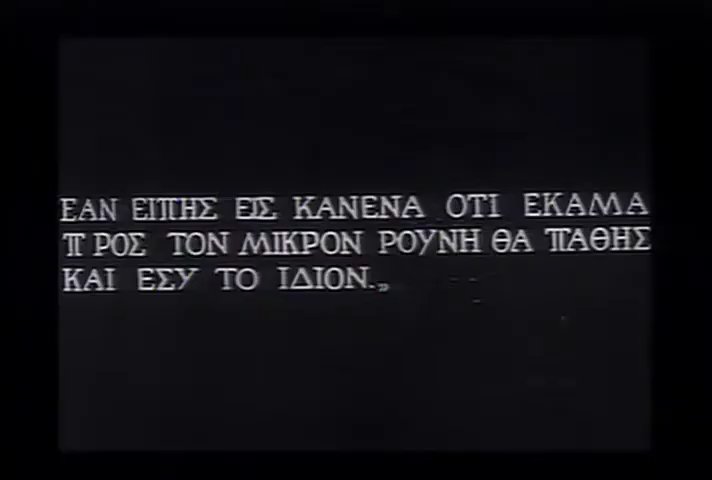 ΕΑΝ ΕΙΠΗΣ ΕΙΣ ΚΑΝΕΝΑ ΟΤΙ ΕΚΑΜΑ
ΠΡΟΣ ΤΟΝ ΜΙΚΡΟΝ ΡΟΥΝΗ ΘΑ ΠΑΘΗΣ
ΚΑΙ ΕΣΥ ΤΟ ΙΔΙΟΝ.„